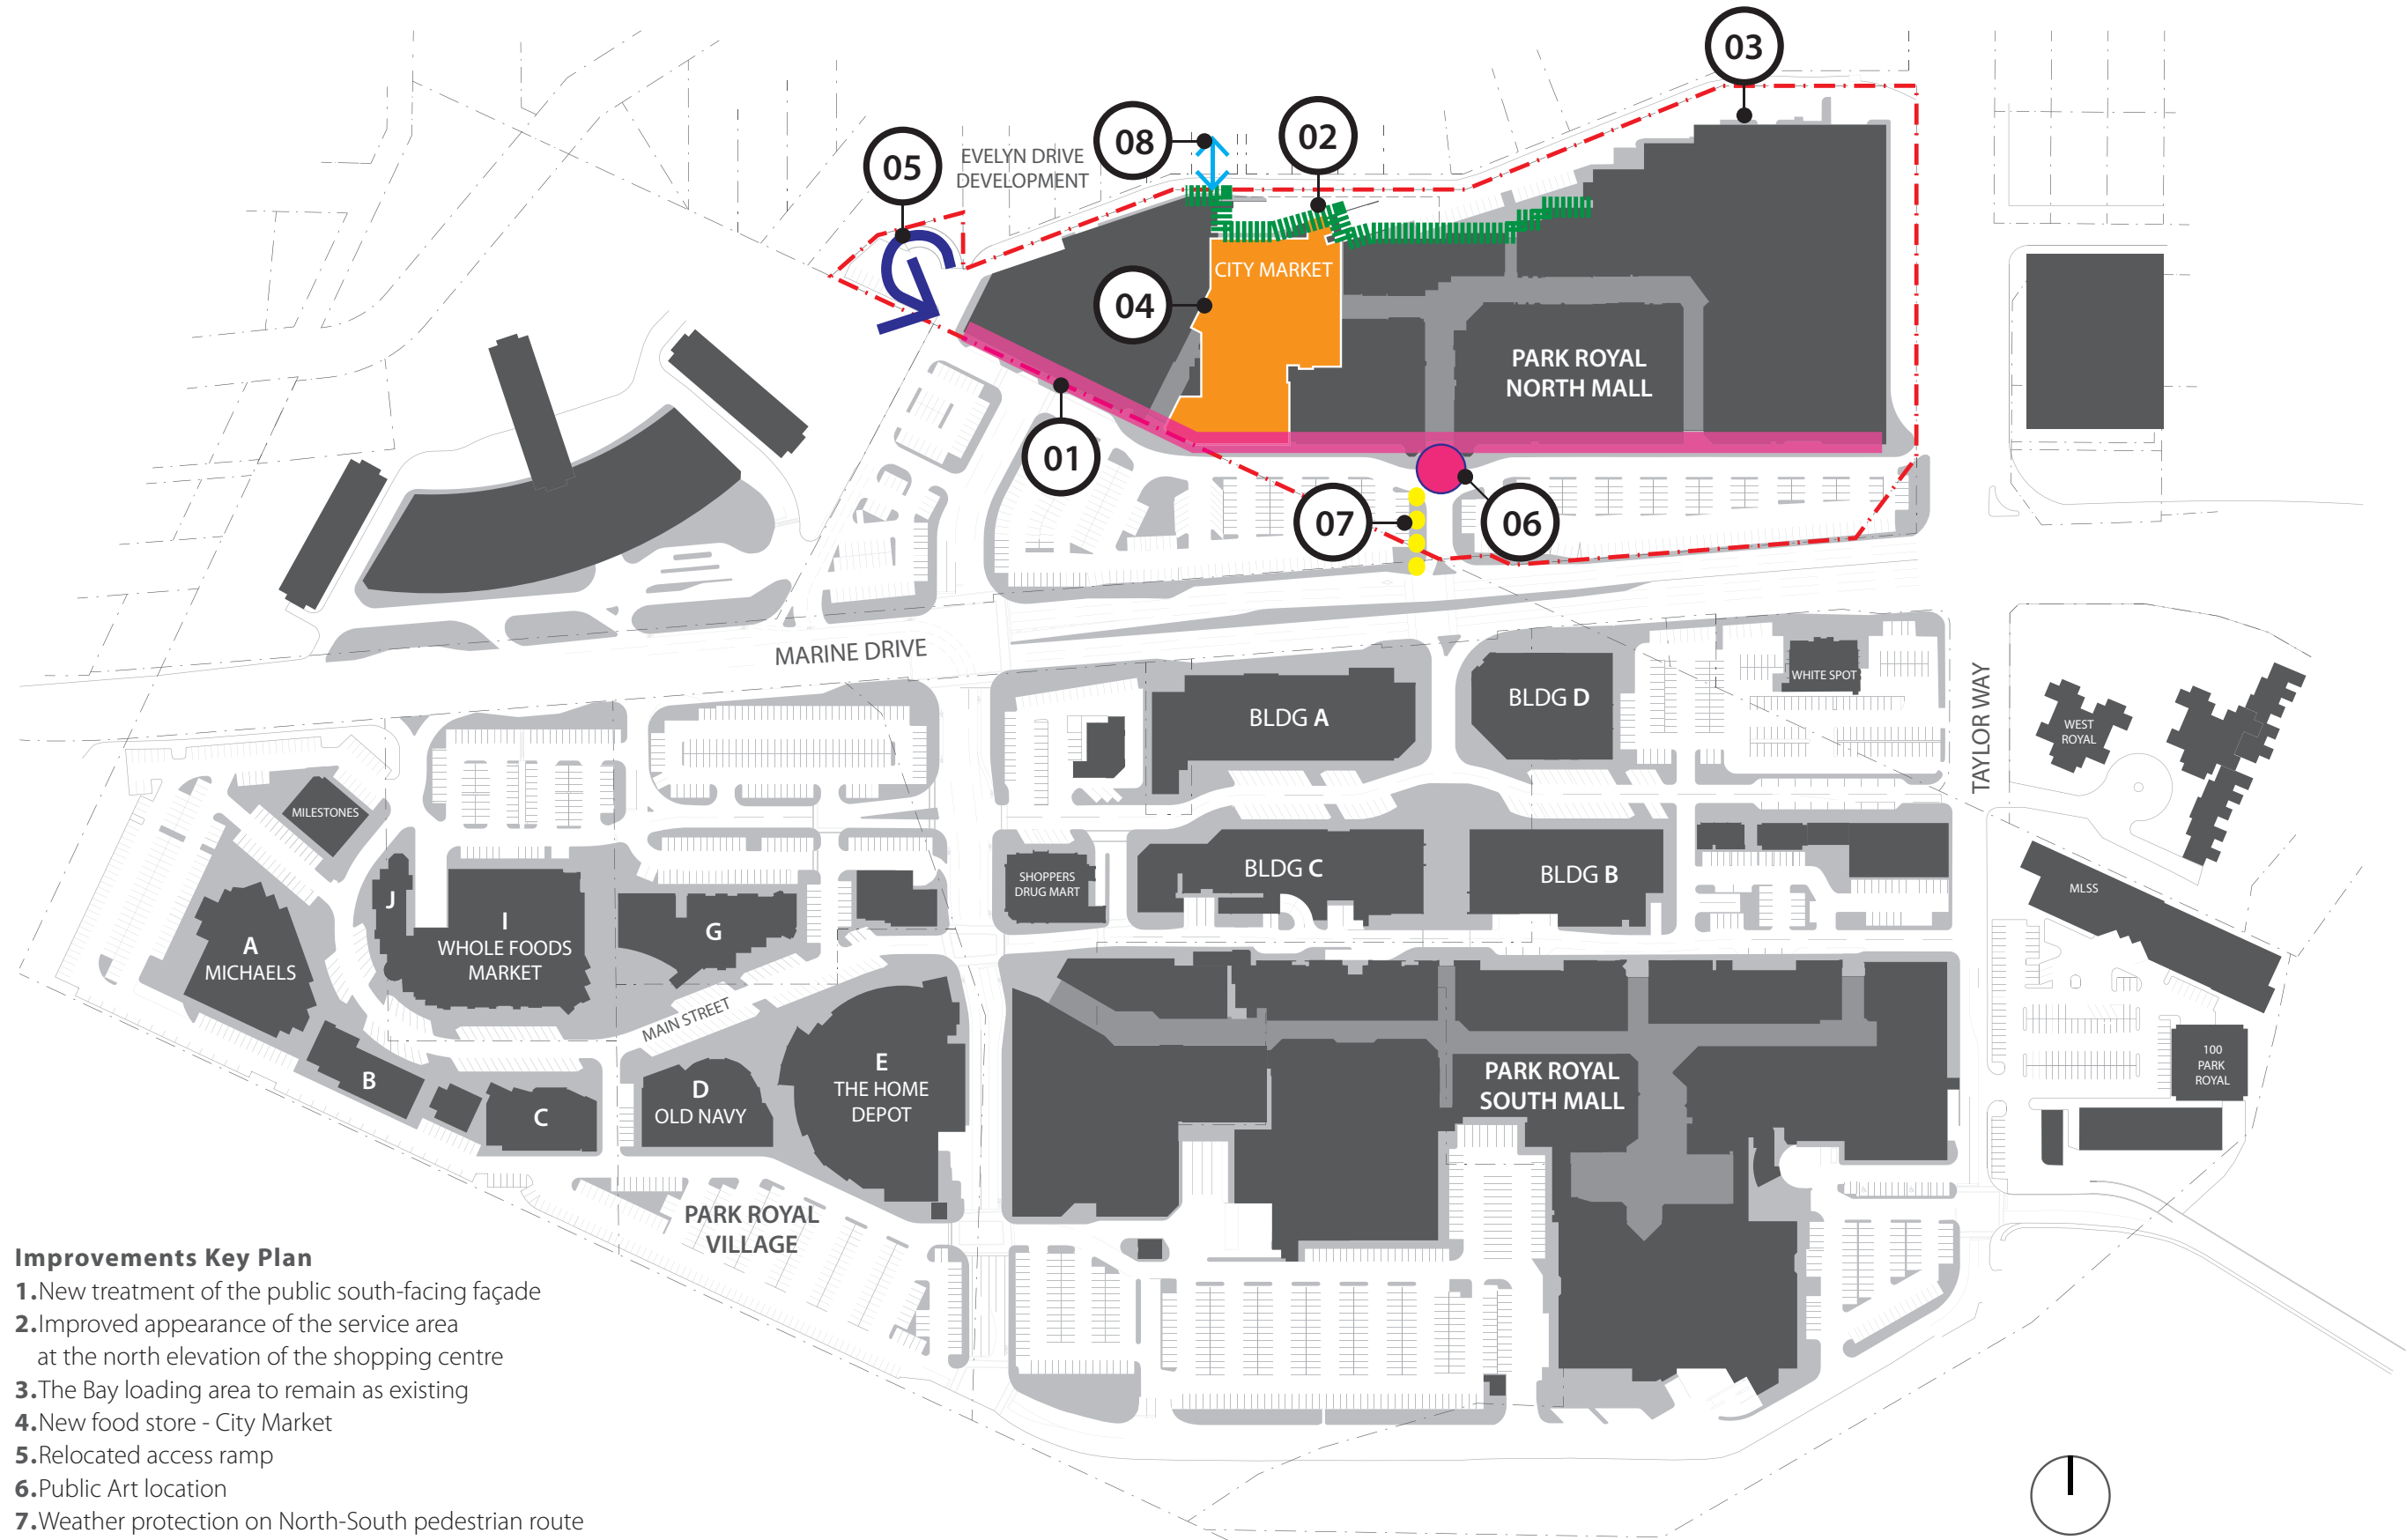 03
08
02
05
EVELYN DRIVE
DEVELOPMENT
CITY MARKET
04
PARK ROYAL
NORTH MALL
01
07
06
MARINE DRIVE
TAYLOR WAY
WHITE SPOT
BLDG A
BLDG D
WEST
ROYAL
MILESTONES
SHOPPERS
DRUG MART
BLDG C
BLDG B
MLSS
J
I
WHOLE FOODS
MARKET
G
A
MICHAELS
MAIN STREET
B
C
D
OLD NAVY
E
THE HOME
DEPOT
PARK ROYAL
SOUTH MALL
100
PARK
ROYAL
PARK ROYAL
VILLAGE
Improvements Key Plan
1.New treatment of the public south-facing façade
2.Improved appearance of the service area
at the north elevation of the shopping centre
3.The Bay loading area to remain as existing
4.New food store - City Market
5.Relocated access ramp
6.Public Art location
7.Weather protection on North-South pedestrian route